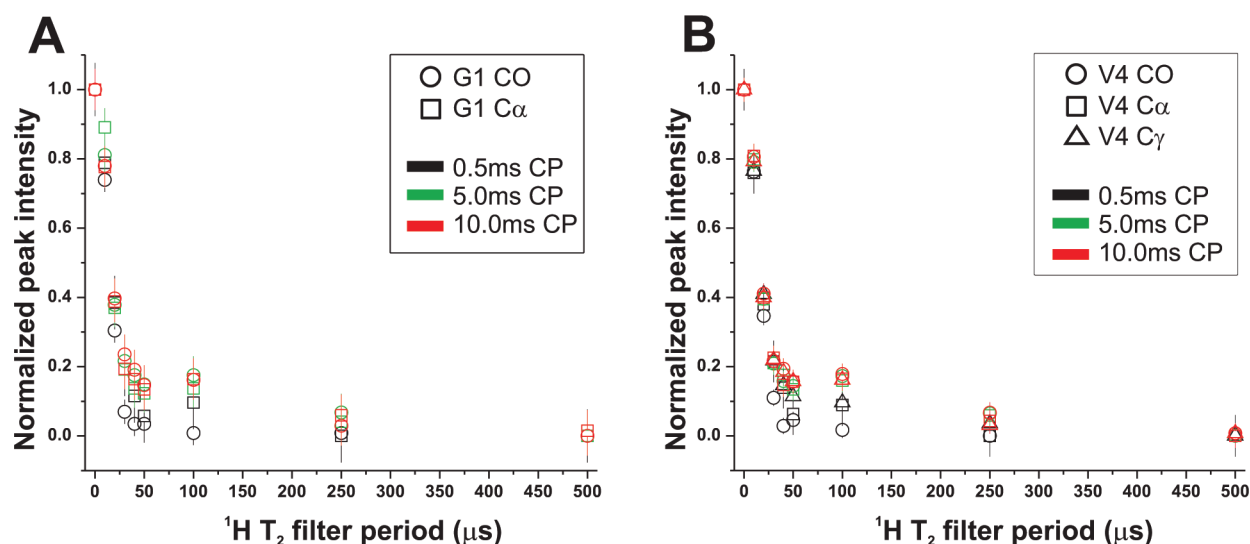 A
Normalized peak intensity
1.0
0.8
0.6
0.4
0.2
0.0
0 50 100 150 200 250 300 350 400 450 500
¹H T₂ filter period (μs)
G1 CO
G1 Cα
0.5ms CP
5.0ms CP
10.0ms CP
B
Normalized peak intensity
1.0
0.8
0.6
0.4
0.2
0.0
0 50 100 150 200 250 300 350 400 450 500
¹H T₂ filter period (μs)
V4 CO
V4 Cα
V4 Cγ
0.5ms CP
5.0ms CP
10.0ms CP